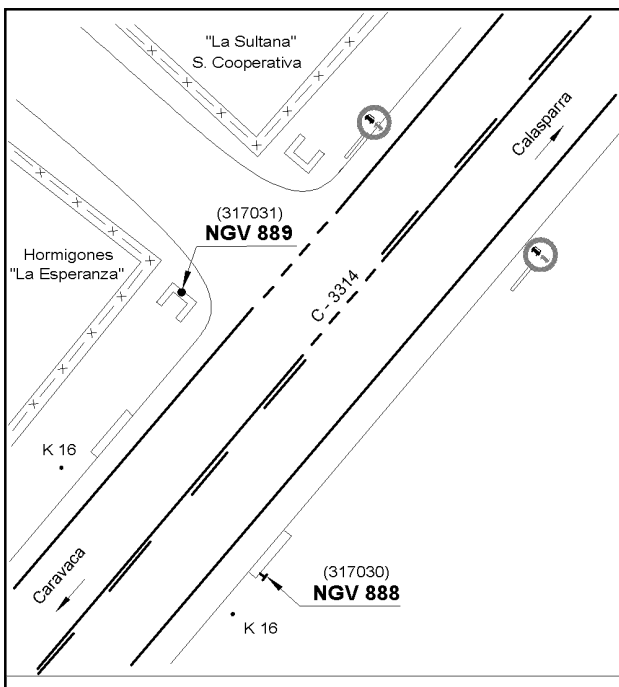 "La Sultana"
S. Cooperativa
Calasparra
(317031)
NGV 889
Hormigones
"La Esperanza"
C - 3314
K 16
Caravaca
(317030)
NGV 888
K 16